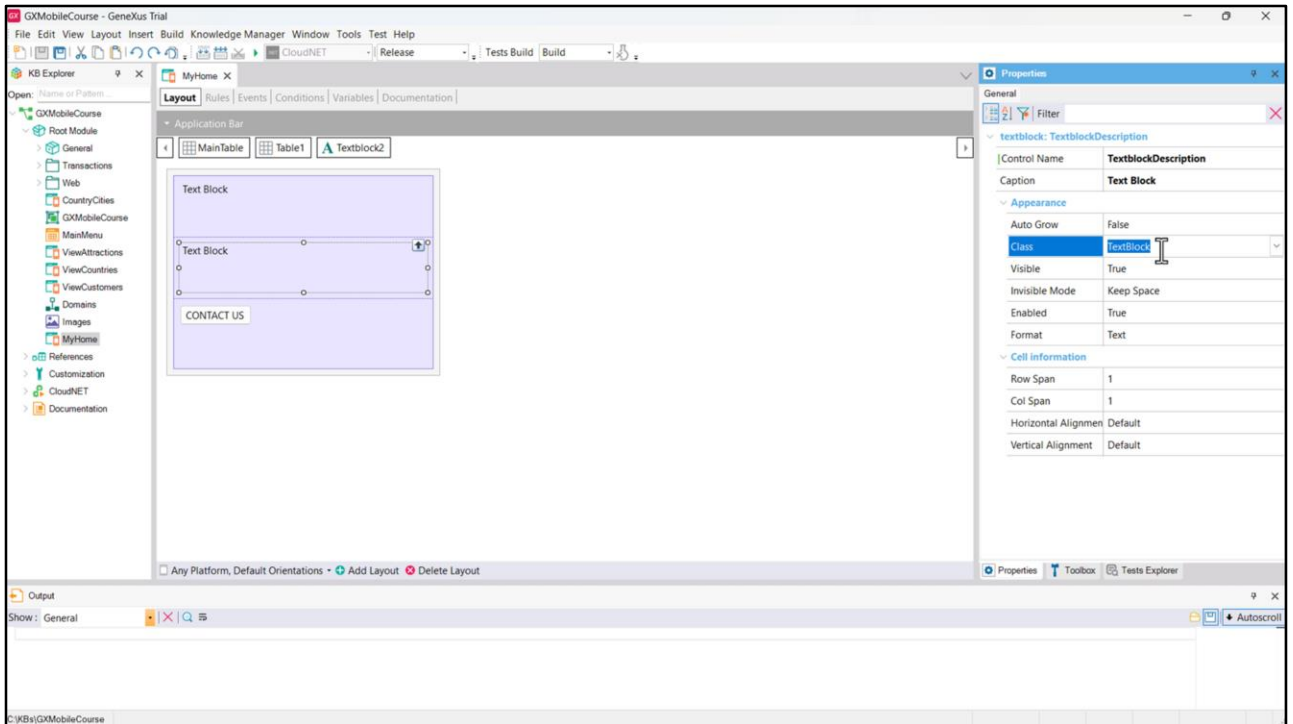 GX GXMobileCourse - GeneXus Trial
File Edit View Layout Insert Build Knowledge Manager Window Tools Test Help
CloudNET Release Tests Build Build
KB Explorer
Open: Name or Pattern...
GXMobileCourse
Root Module
General
Transactions
Web
CountryCities
GXMobileCourse
MainMenu
ViewAttractions
ViewCountries
ViewCustomers
Domains
Images
MyHome
References
Customization
CloudNET
Documentation
MyHome
Layout Rules Events Conditions Variables Documentation
Application Bar
MainTable Table1 A Textblock2
Text Block
Text Block
CONTACT US
Any Platform, Default Orientations Add Layout Delete Layout
Properties
General
Filter
textblock: TextblockDescription
Control Name TextblockDescription
Caption Text Block
Appearance
Auto Grow False
Class TextBlock
Visible True
Invisible Mode Keep Space
Enabled True
Format Text
Cell information
Row Span 1
Col Span 1
Horizontal Alignmen Default
Vertical Alignment Default
Properties Toolbox Tests Explorer
Output
Show: General Autoscroll
C:\KBs\GXMobileCourse